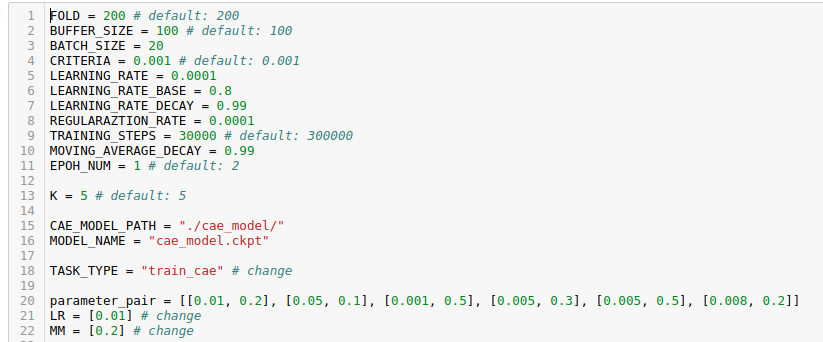 1 FOLD = 200 # default: 200
2 BUFFER_SIZE = 100 # default: 100
3 BATCH_SIZE = 20
4 CRITERIA = 0.001 # default: 0.001
5 LEARNING_RATE = 0.0001
6 LEARNING_RATE_BASE = 0.8
7 LEARNING_RATE_DECAY = 0.99
8 REGULARAZTION_RATE = 0.0001
9 TRAINING_STEPS = 30000 # default: 300000
10 MOVING_AVERAGE_DECAY = 0.99
11 EPOH_NUM = 1 # default: 2
12
13 K = 5 # default: 5
14
15 CAE_MODEL_PATH = "./cae_model/"
16 MODEL_NAME = "cae_model.ckpt"
17
18 TASK_TYPE = "train_cae" # change
19
20 parameter_pair = [[0.01, 0.2], [0.05, 0.1], [0.001, 0.5], [0.005, 0.3], [0.005, 0.5], [0.008, 0.2]]
21 LR = [0.01] # change
22 MM = [0.2] # change